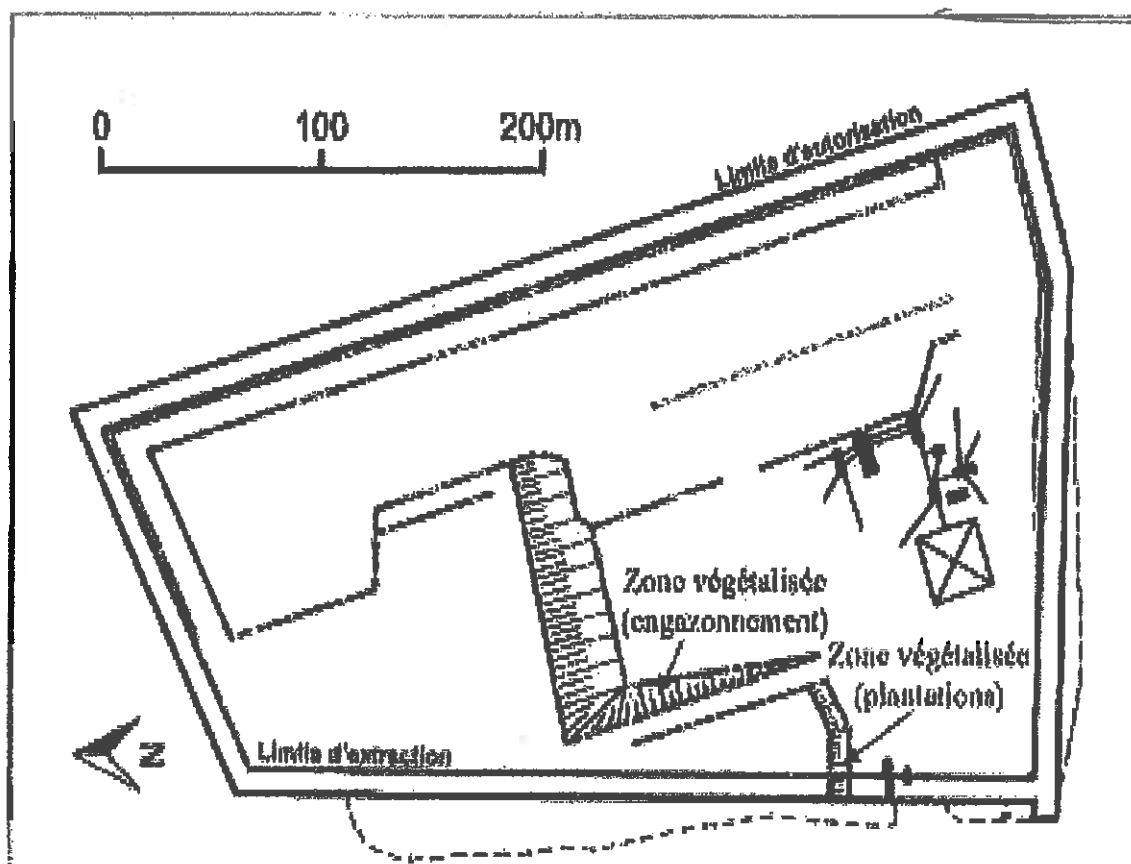 0 100 200m
Limite d'autorisation
Zone végétalisée
(engazonnement)
Zone végétalisée
(plantations)
Limite d'extraction
N